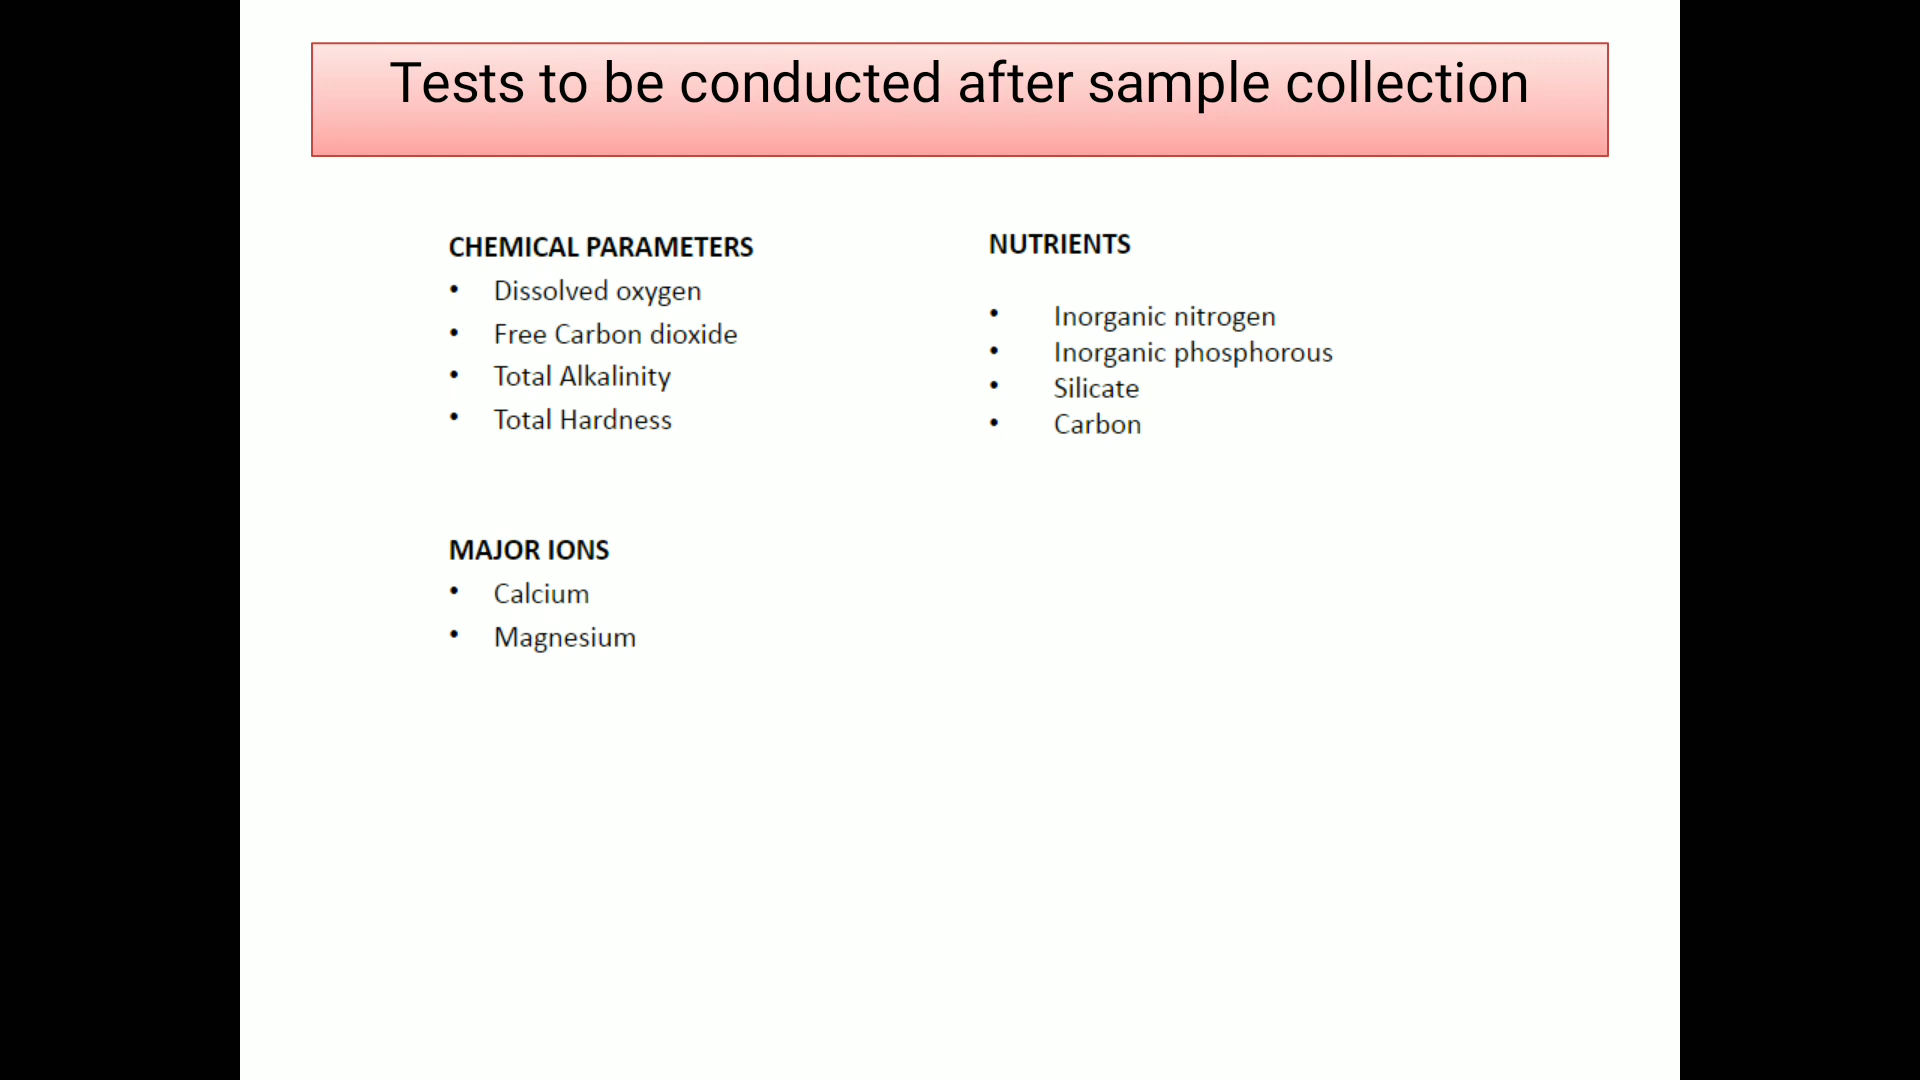 Tests to be conducted after sample collection
CHEMICAL PARAMETERS
• Dissolved oxygen
• Free Carbon dioxide
• Total Alkalinity
• Total Hardness
MAJOR IONS
• Calcium
• Magnesium
NUTRIENTS
• Inorganic nitrogen
• Inorganic phosphorous
• Silicate
• Carbon